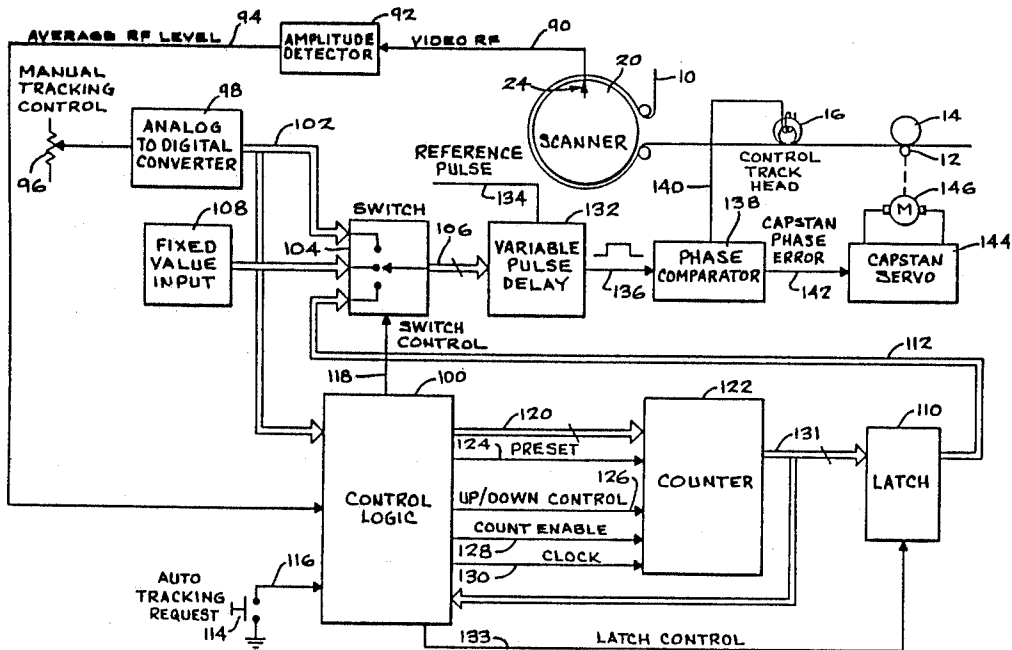 94
92
90
20
10
AVERAGE RF LEVEL
AMPLITUDE
DETECTOR
VIDEO RF
24
MANUAL
TRACKING
CONTROL
98
ANALOG
TO DIGITAL
CONVERTER
102
SCANNER
16
14
96
REFERENCE
PULSE
134
CONTROL
TRACK
HEAD
12
140
146
M
108
FIXED
VALUE
INPUT
SWITCH
104
106
132
VARIABLE
PULSE
DELAY
136
138
PHASE
COMPARATOR
CAPSTAN
PHASE
ERROR
142
144
CAPSTAN
SERVO
SWITCH
CONTROL
112
118
100
122
110
120
124
PRESET
131
126
COUNTER
LATCH
CONTROL
LOGIC
UP/DOWN CONTROL
COUNT ENABLE
128
CLOCK
130
AUTO
TRACKING
REQUEST
116
114
133
LATCH CONTROL